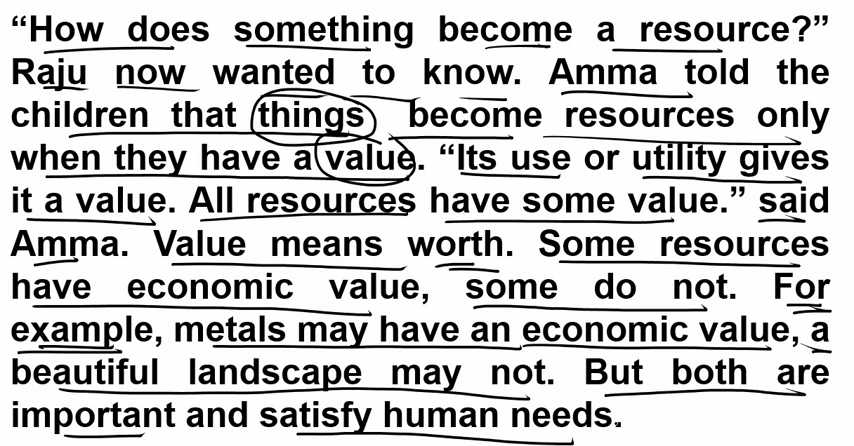 “How does something become a resource?”
Raju now wanted to know. Amma told the
children that things become resources only
when they have a value. “Its use or utility gives
it a value. All resources have some value.” said
Amma. Value means worth. Some resources
have economic value, some do not. For
example, metals may have an economic value, a
beautiful landscape may not. But both are
important and satisfy human needs.